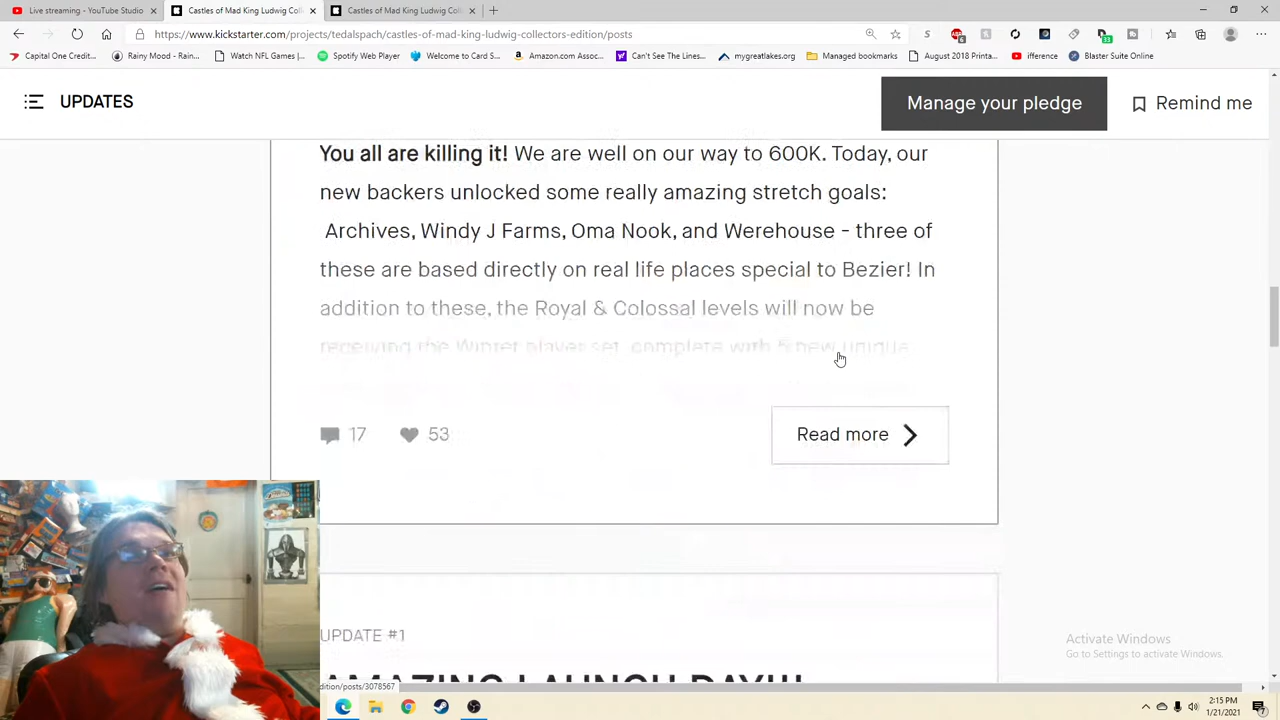 Live streaming - YouTube Studio
Castles of Mad King Ludwig Coll
Castles of Mad King Ludwig Coll
https://www.kickstarter.com/projects/tedalspach/castles-of-mad-king-ludwig-collectors-edition/posts
Capital One Credit...
Rainy Mood - Rain...
Watch NFL Games |...
Spotify Web Player
Welcome to Card S...
Amazon.com Assoc...
Can't See The Lines...
mygreatlakes.org
Managed bookmarks
August 2018 Printa...
ifference
Blaster Suite Online
UPDATES
Manage your pledge
Remind me
You all are killing it! We are well on our way to 600K. Today, our
new backers unlocked some really amazing stretch goals:
Archives, Windy J Farms, Oma Nook, and Werehouse - three of
these are based directly on real life places special to Bezier! In
addition to these, the Royal & Colossal levels will now be
receiving the Winter player set, complete with 5 new unique
17
53
Read more
UPDATE #1
AMAZING LAUNCH DAY!!!
Activate Windows
Go to Settings to activate Windows.
dition/posts/3078567
2:15 PM
1/21/2021